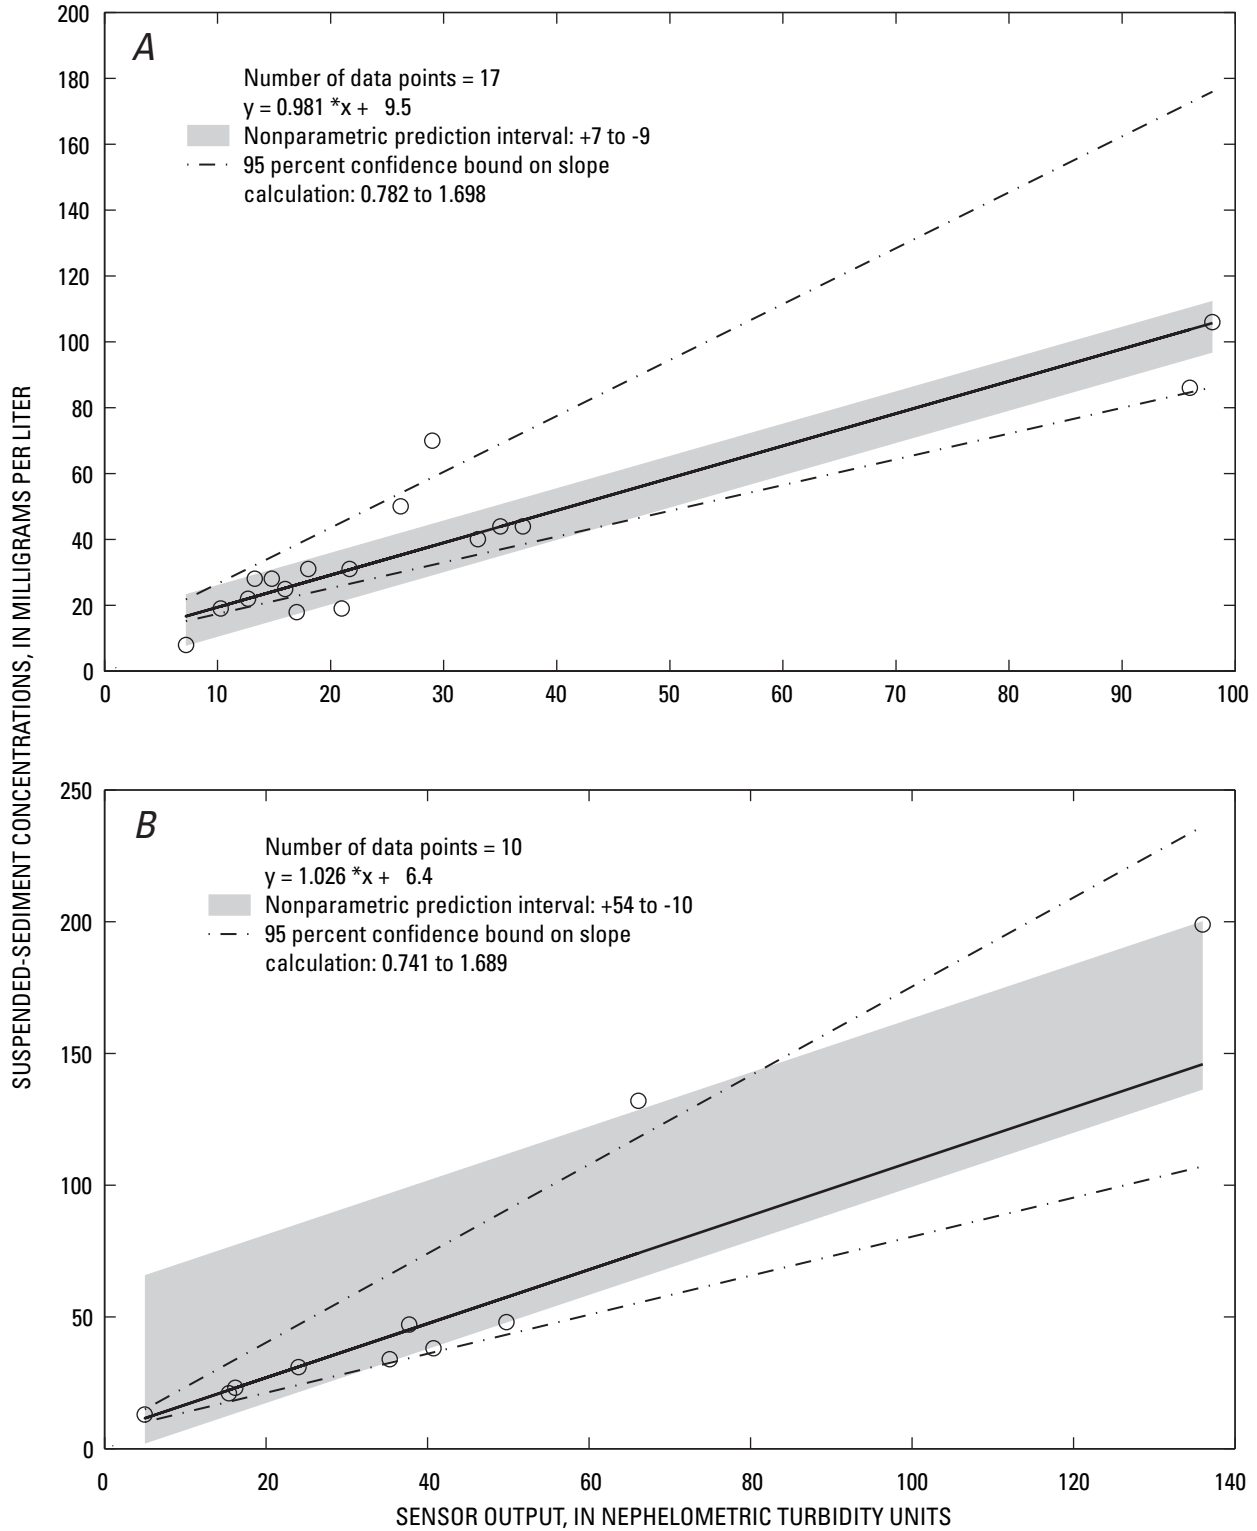 SUSPENDED-SEDIMENT CONCENTRATIONS, IN MILLIGRAMS PER LITER
A
Number of data points = 17
y = 0.981 *x + 9.5
Nonparametric prediction interval: +7 to -9
95 percent confidence bound on slope
calculation: 0.782 to 1.698
200
180
160
140
120
100
80
60
40
20
0
0 10 20 30 40 50 60 70 80 90 100
B
Number of data points = 10
y = 1.026 *x + 6.4
Nonparametric prediction interval: +54 to -10
95 percent confidence bound on slope
calculation: 0.741 to 1.689
250
200
150
100
50
0
0 20 40 60 80 100 120 140
SENSOR OUTPUT, IN NEPHELOMETRIC TURBIDITY UNITS